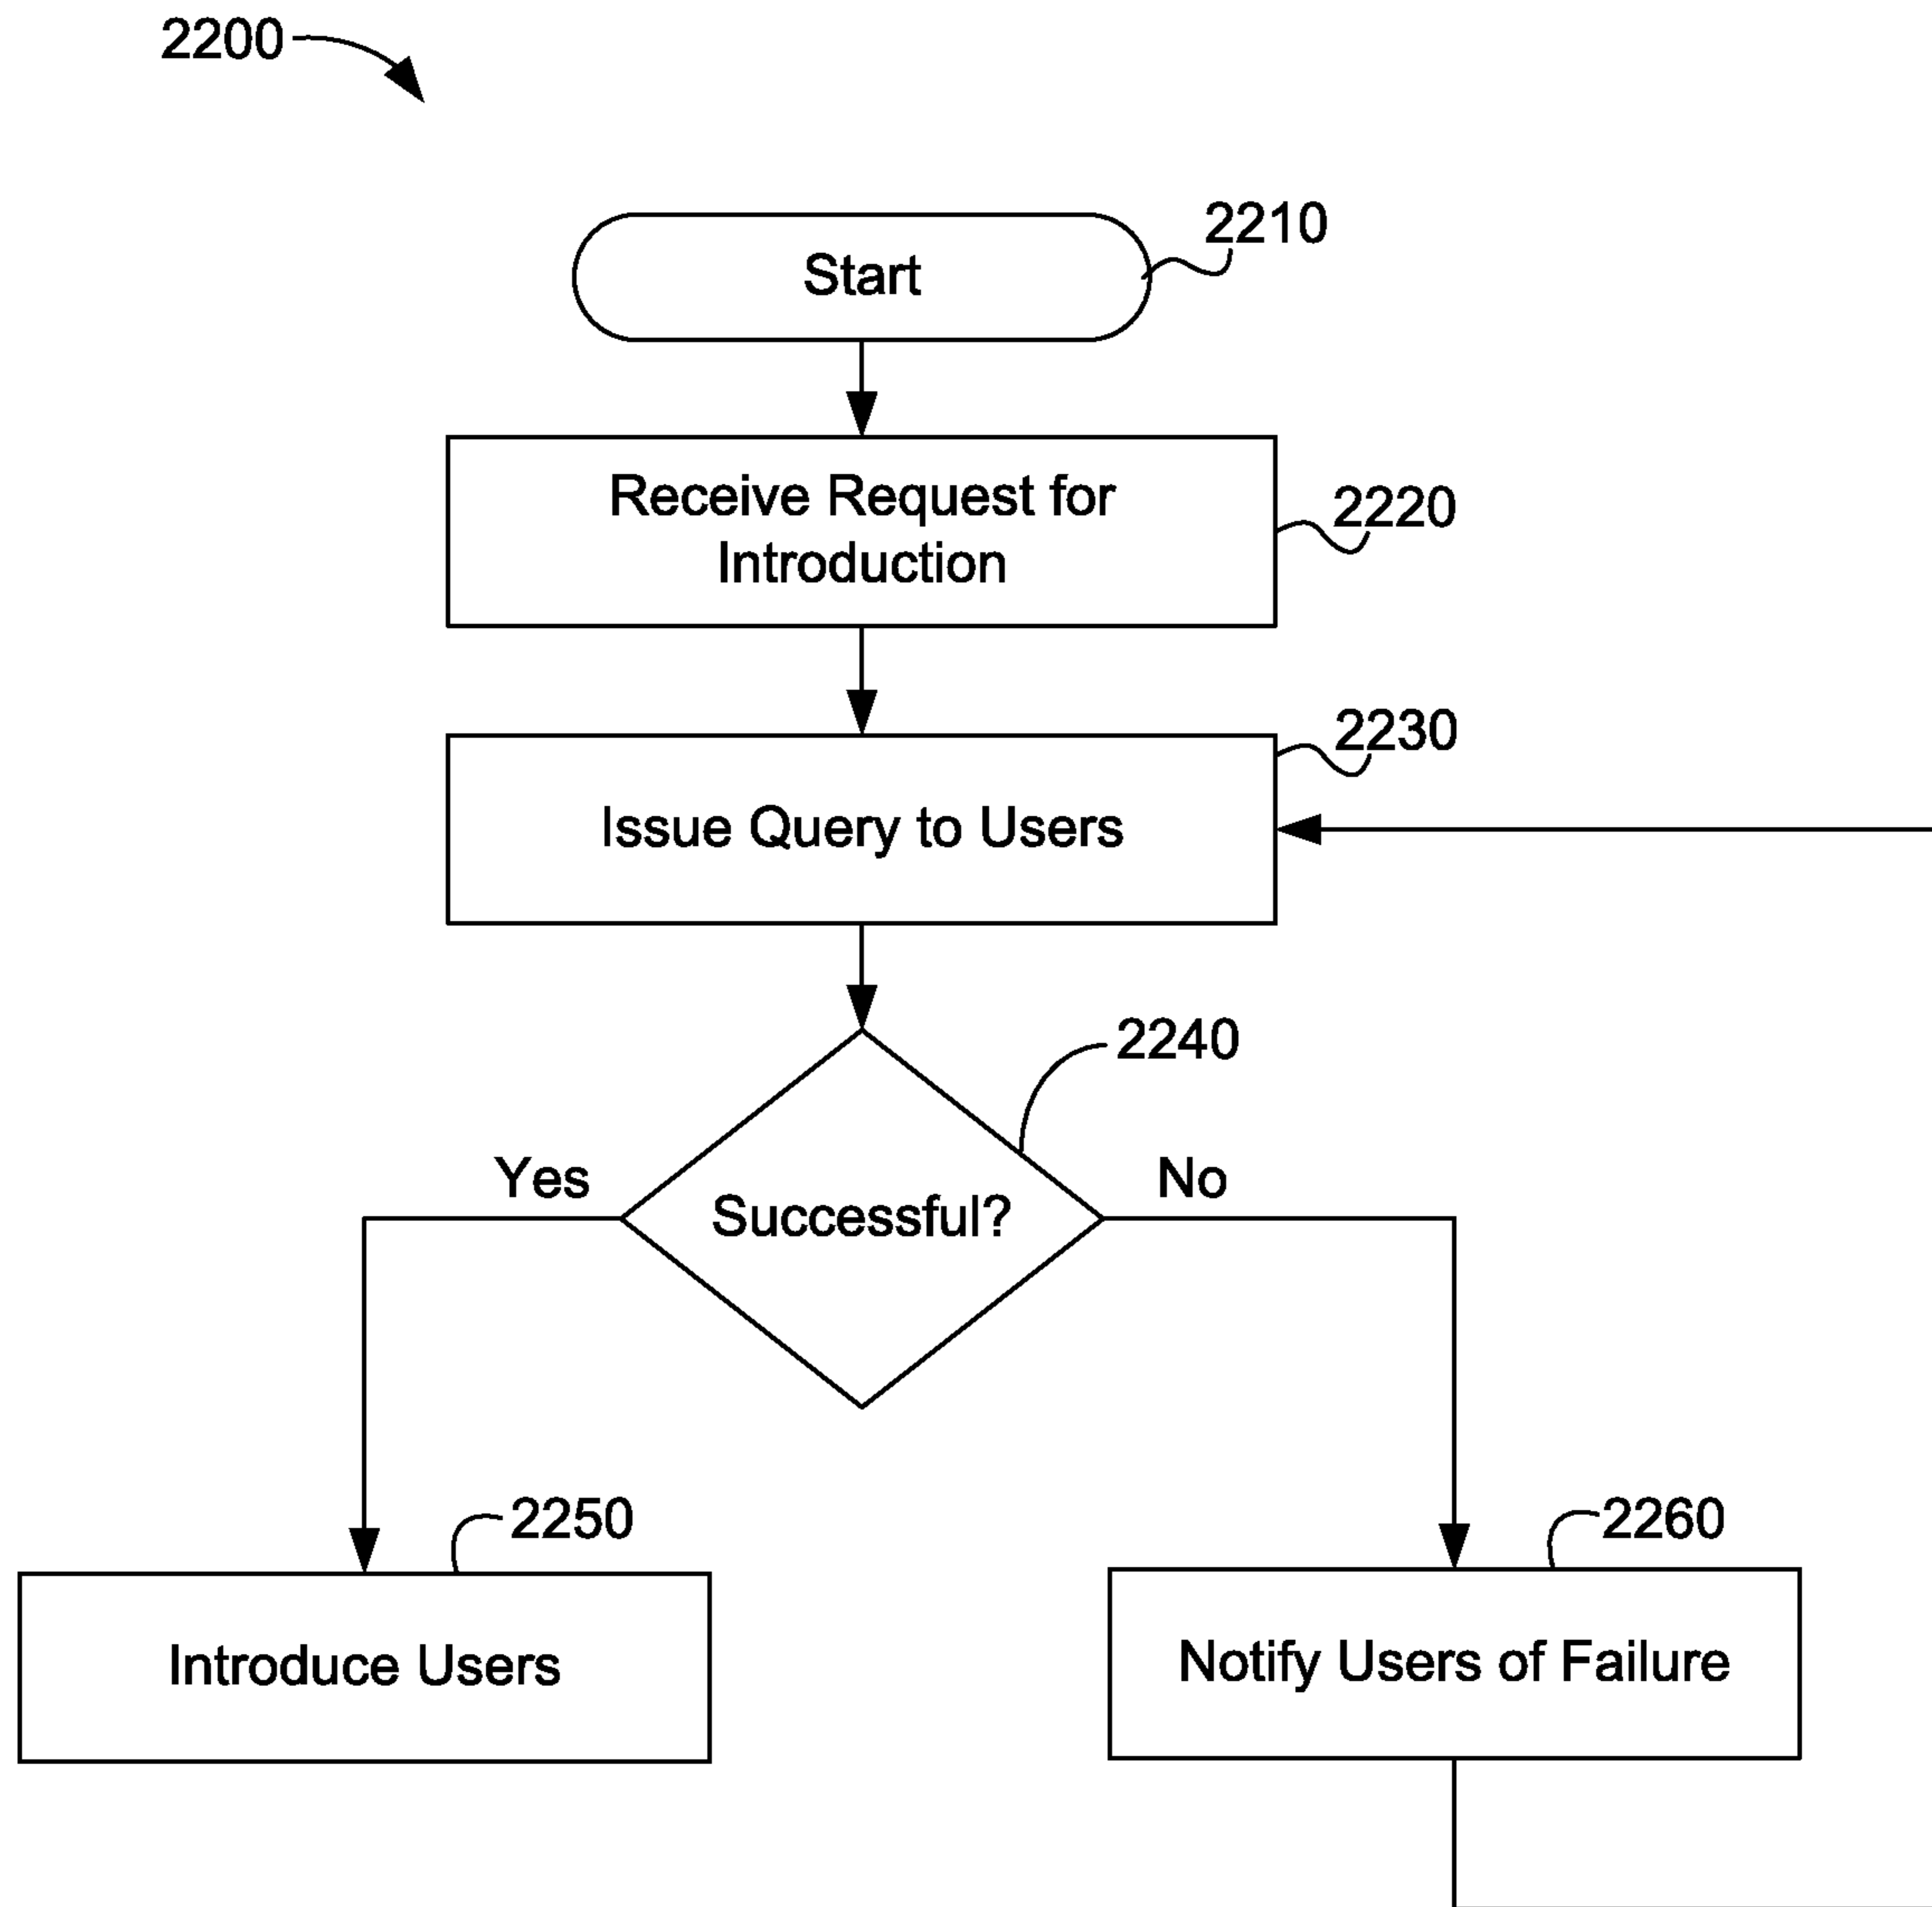 2200
2210
Start
Receive Request for
Introduction
2220
2230
Issue Query to Users
2240
Yes
No
Successful?
2250
2260
Introduce Users
Notify Users of Failure